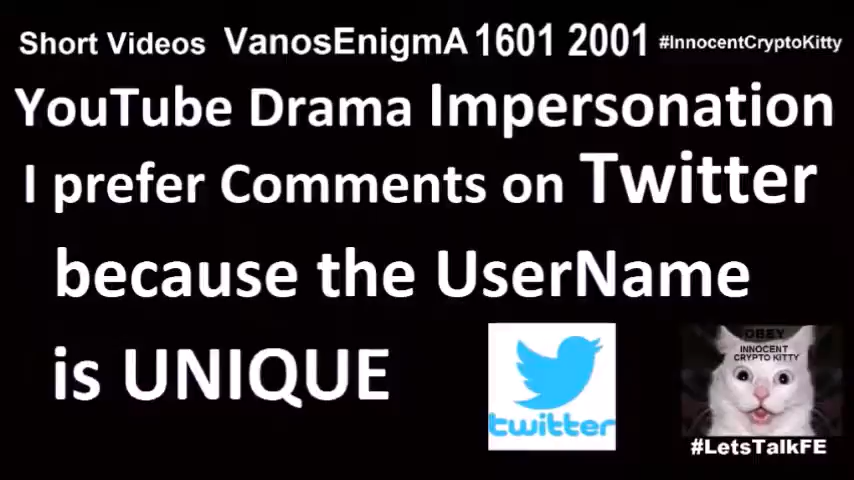 Short Videos VanosEnigmA 1601 2001 #InnocentCryptoKitty
YouTube Drama Impersonation
I prefer Comments on Twitter
because the UserName
is UNIQUE
twitter
OBEY
INNOCENT
CRYPTO KITTY
#LetsTalkFE